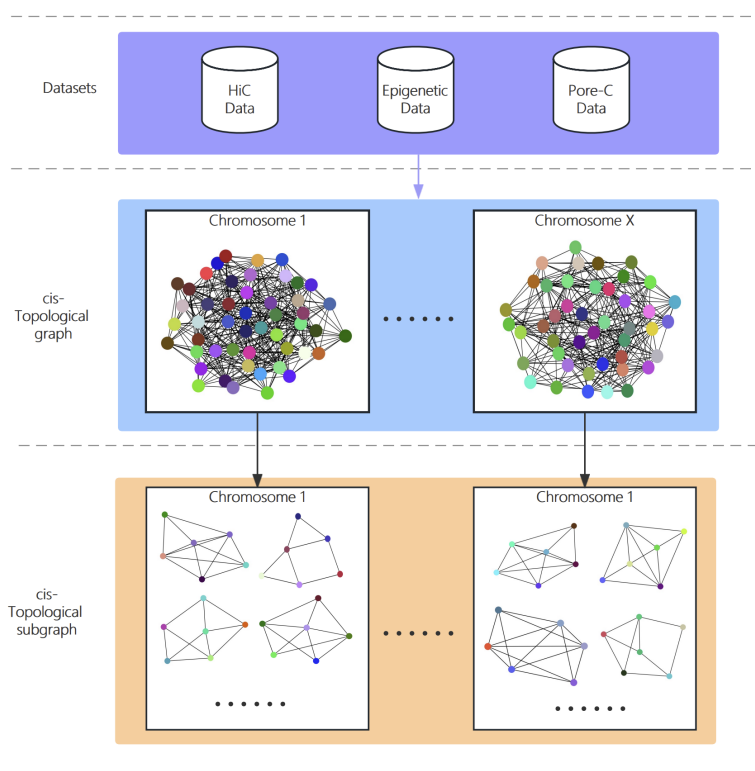 Datasets
HiC
Data
Epigenetic
Data
Pore-C
Data
cis-
Topological
graph
Chromosome 1
Chromosome X
......
cis-
Topological
subgraph
Chromosome 1
Chromosome 1
......
......
......